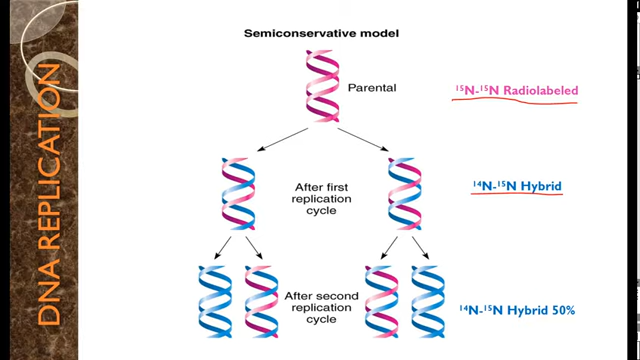 DNA REPLICATION
Semiconservative model
Parental
¹⁵N-¹⁵N Radiolabeled
After first
replication
cycle
¹⁴N-¹⁵N Hybrid
After second
replication
cycle
¹⁴N-¹⁵N Hybrid 50%